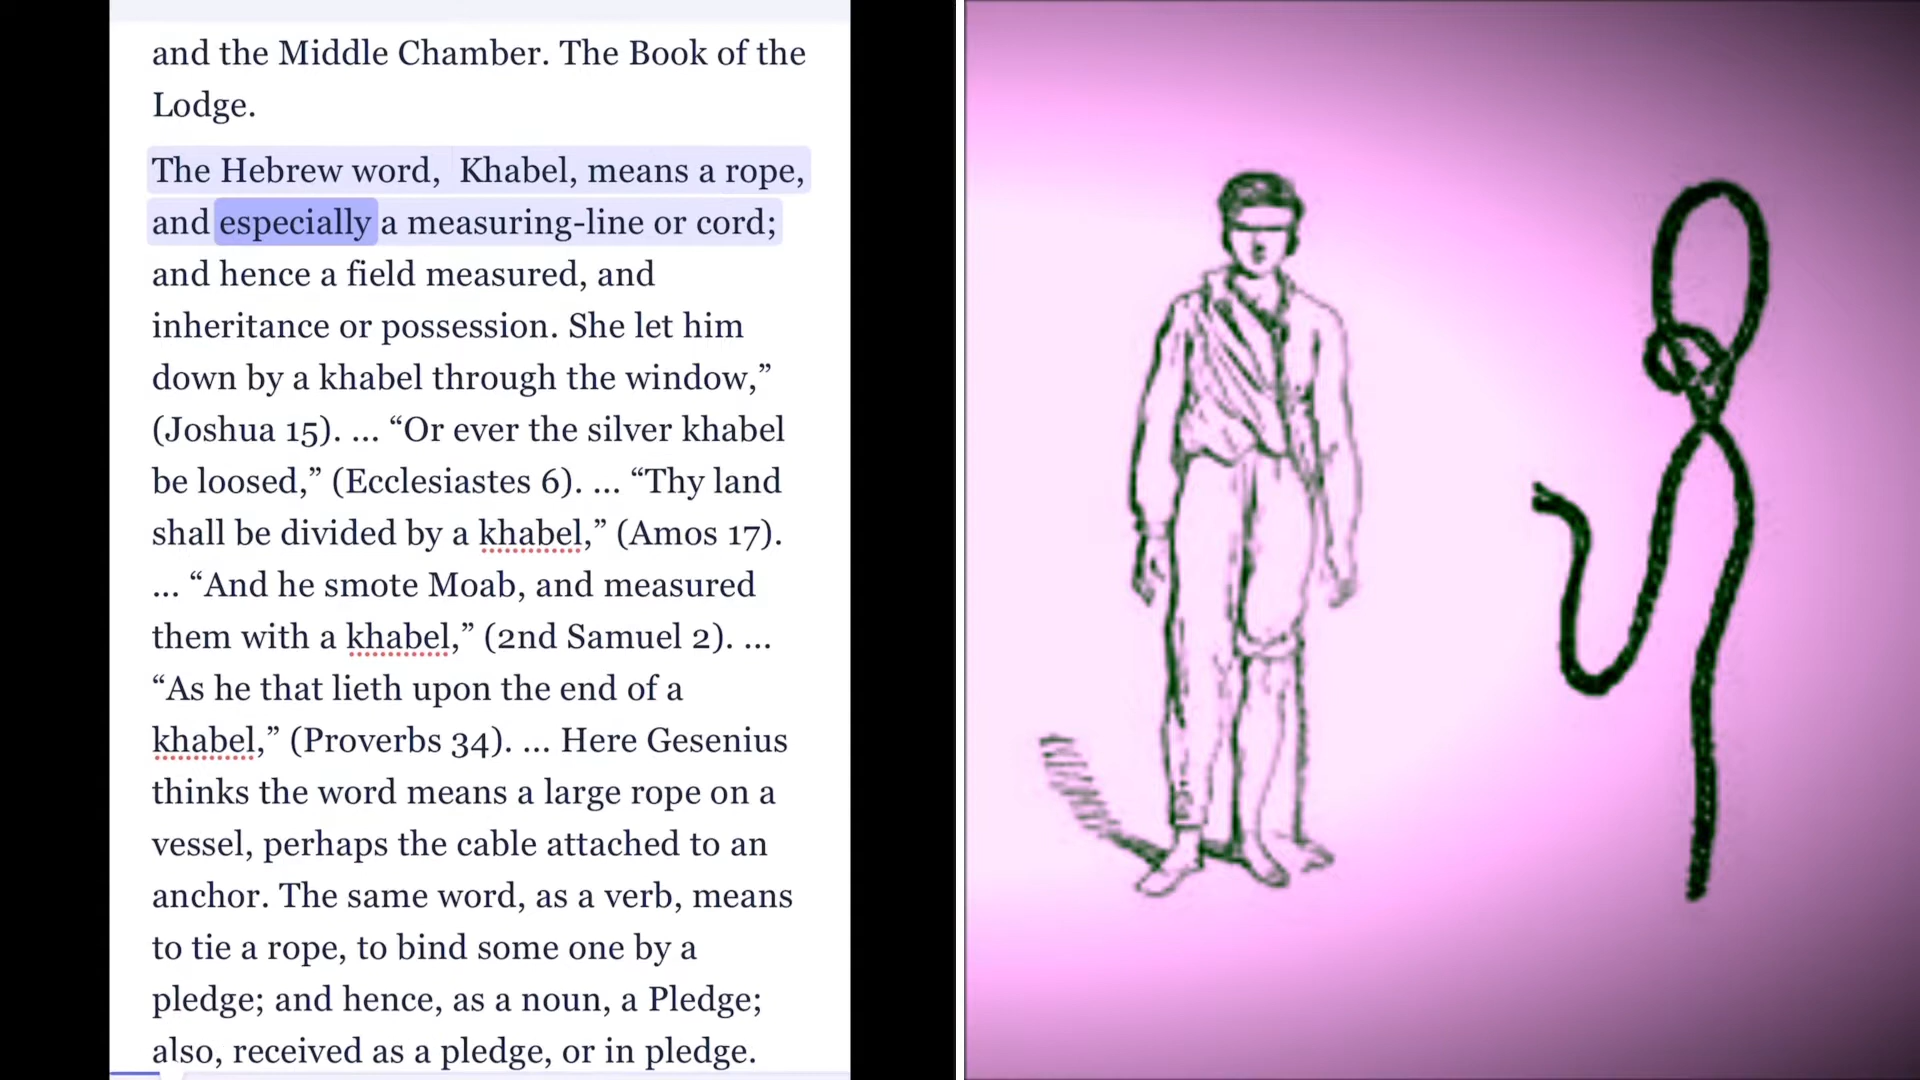 and the Middle Chamber. The Book of the
Lodge.
The Hebrew word, Khabel, means a rope,
and especially a measuring-line or cord;
and hence a field measured, and
inheritance or possession. She let him
down by a khabel through the window,”
(Joshua 15). ... “Or ever the silver khabel
be loosed,” (Ecclesiastes 6). ... “Thy land
shall be divided by a khabel,” (Amos 17).
... “And he smote Moab, and measured
them with a khabel,” (2nd Samuel 2). ...
“As he that lieth upon the end of a
khabel,” (Proverbs 34). ... Here Gesenius
thinks the word means a large rope on a
vessel, perhaps the cable attached to an
anchor. The same word, as a verb, means
to tie a rope, to bind some one by a
pledge; and hence, as a noun, a Pledge;
also, received as a pledge, or in pledge.